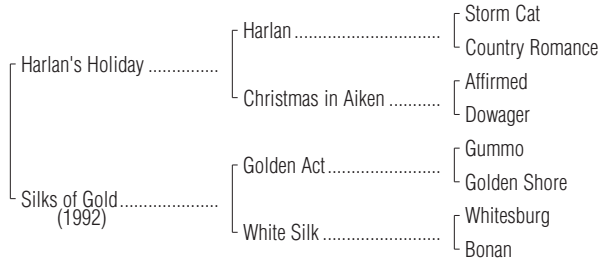 Storm Cat
Harlan ...................................
Country Romance
Harlan's Holiday ...............
Affirmed
Christmas in Aiken ...........
Dowager
Gummo
Golden Act ...........................
Golden Shore
Silks of Gold .....................
(1992)
Whitesburg
White Silk ............................
Bonan